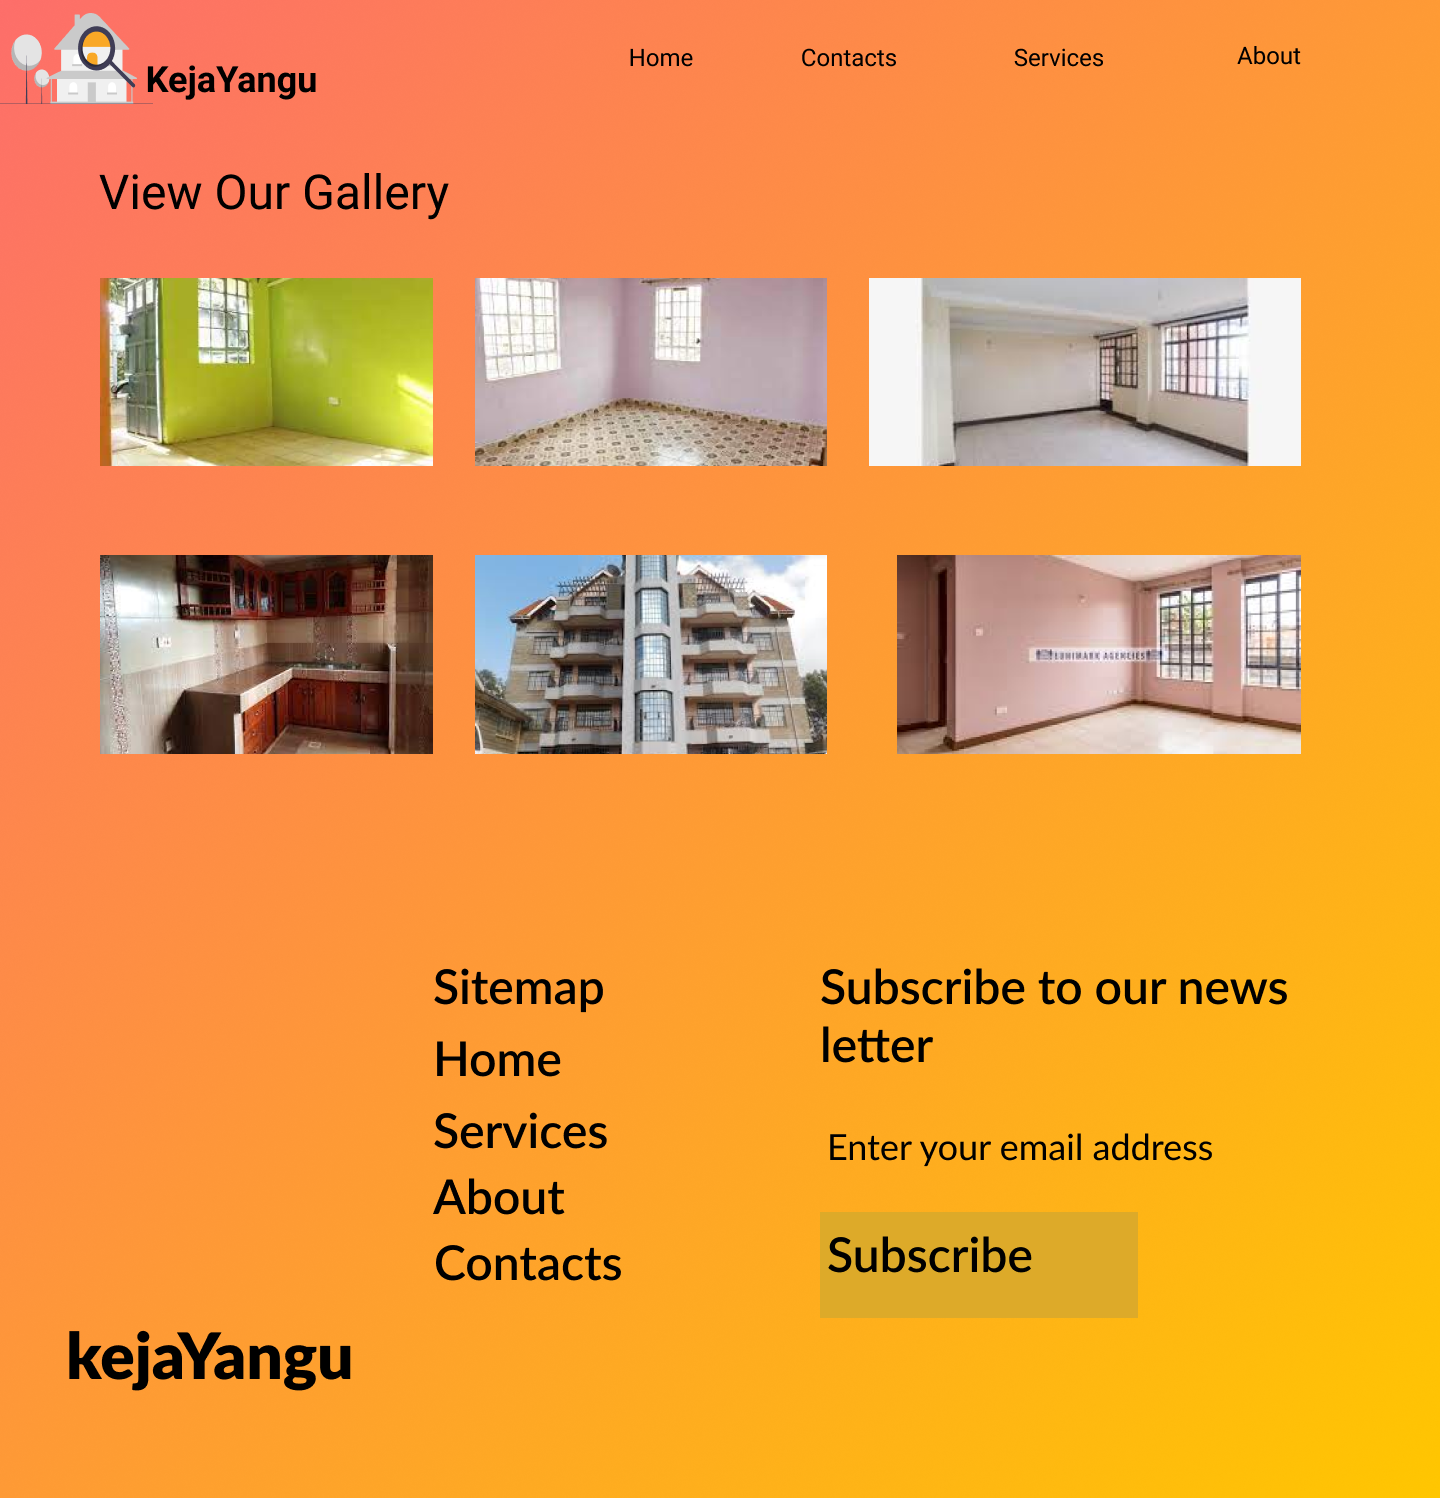 KejaYangu
Home
Contacts
Services
About
View Our Gallery
SUHIMARK AGENCIES
Sitemap
Home
Services
About
Contacts
Subscribe to our news
letter
Enter your email address
Subscribe
kejaYangu